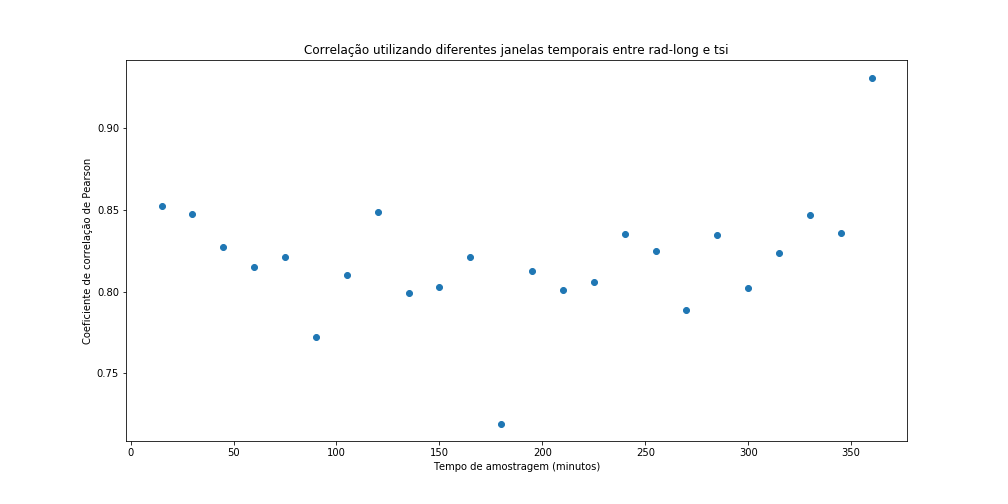 Correlação utilizando diferentes janelas temporais entre rad-long e tsi
Coeficiente de correlação de Pearson
0.90
0.85
0.80
0.75
0 50 100 150 200 250 300 350
Tempo de amostragem (minutos)